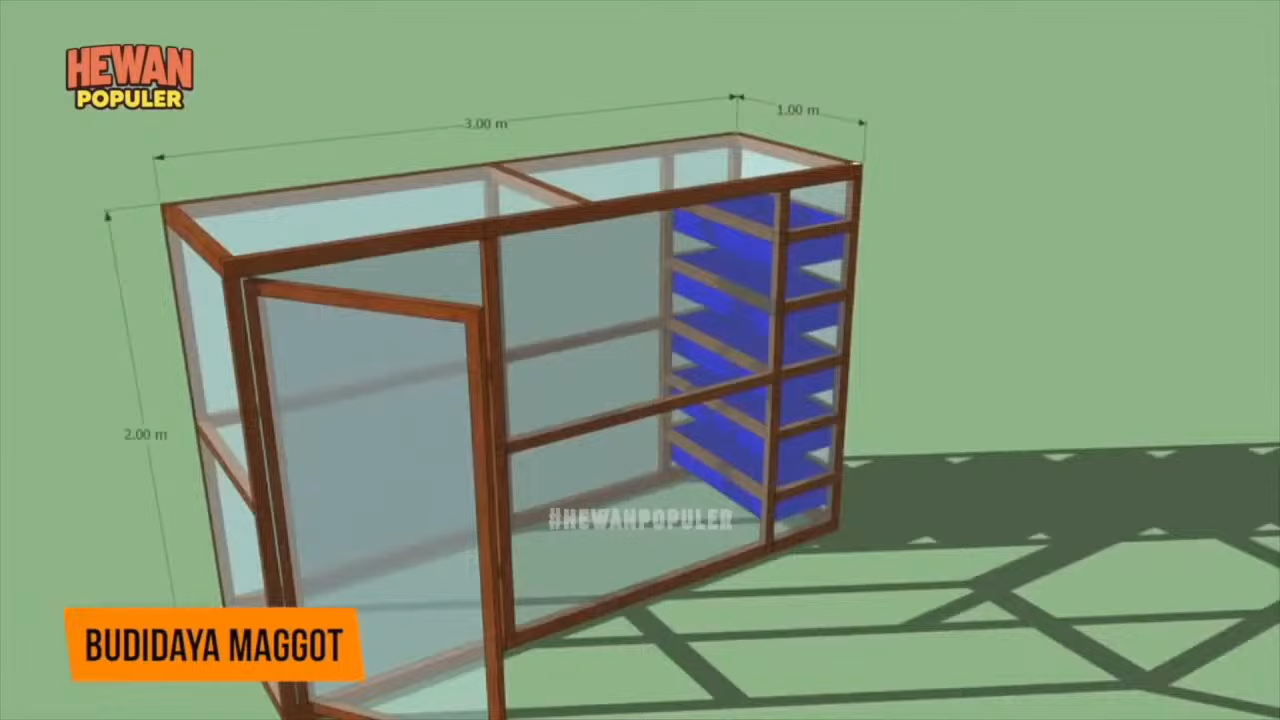 HEWAN
POPULER
3.00 m
1.00 m
2.00 m
#HEWANPOPULER
BUDIDAYA MAGGOT